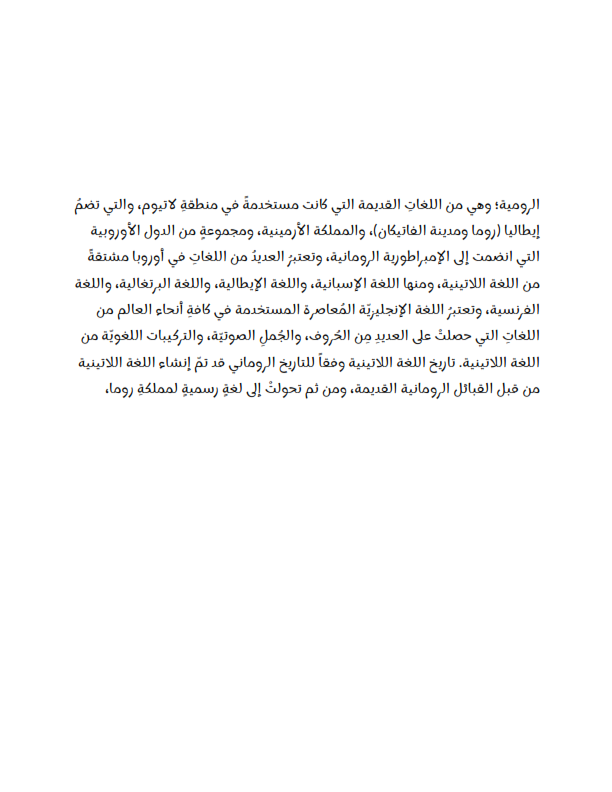 الرومية؛ وهي من اللغاتِ القديمة التي كانت مستخدمةً في منطقةِ لاتيوم، والتي تضمُ
إيطاليا (روما ومدينة الفاتيكان)، والمملكة الأرمينية، ومجموعةٍ من الدول الأوروبية
التي انضمت إلى الإمبراطورية الرومانية، وتعتبرُ العديدُ من اللغاتِ في أوروبا مشتقةً
من اللغة اللاتينية، ومنها اللغة الإسبانية، واللغة الإيطالية، واللغة البرتغالية، واللغة
الفرنسية، وتعتبرُ اللغة الإنجليزيّة المُعاصرة المستخدمة في كافةِ أنحاء العالم من
اللغاتِ التي حصلتْ على العديدِ مِن الحُروف، والجُملِ الصوتيّة، والتركيبات اللغويّة من
اللغة اللاتينية. تاريخ اللغة اللاتينية وفقاً للتاريخ الروماني قد تمّ إنشاء اللغة اللاتينية
من قبل القبائل الرومانية القديمة، ومن ثم تحولتْ إلى لغةٍ رسميةٍ لمملكةِ روما،